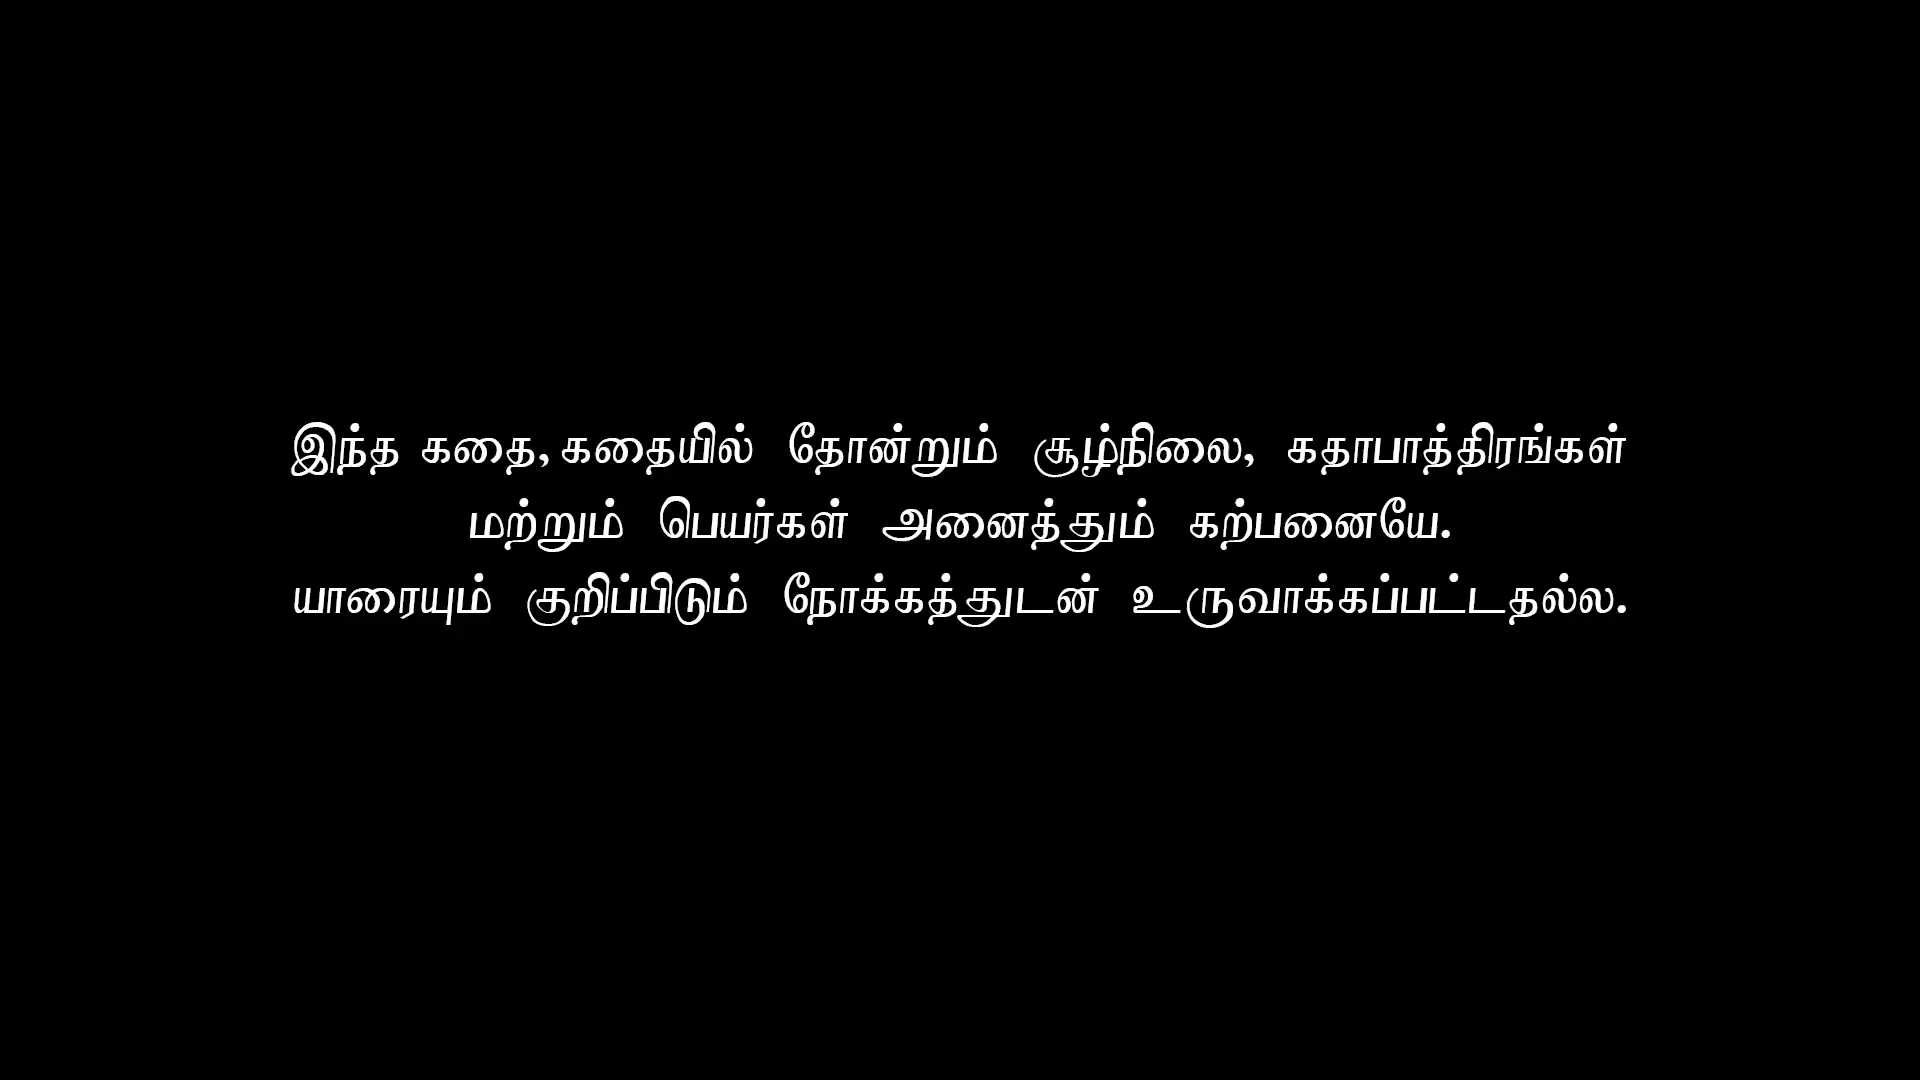 இந்த கதை, கதையில் தோன்றும் சூழ்நிலை, கதாபாத்திரங்கள்
மற்றும் பெயர்கள் அனைத்தும் கற்பனையே.
யாரையும் குறிப்பிடும் நோக்கத்துடன் உருவாக்கப்பட்டதல்ல.